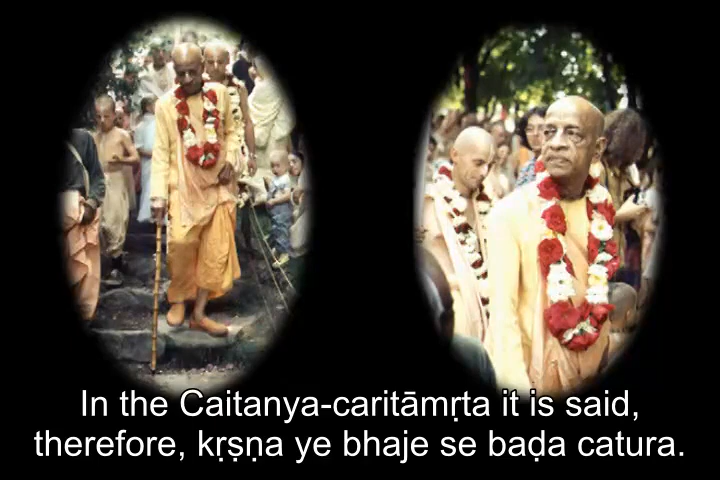 In the Caitanya-caritāmṛta it is said,
therefore, kṛṣṇa ye bhaje se baḍa catura.